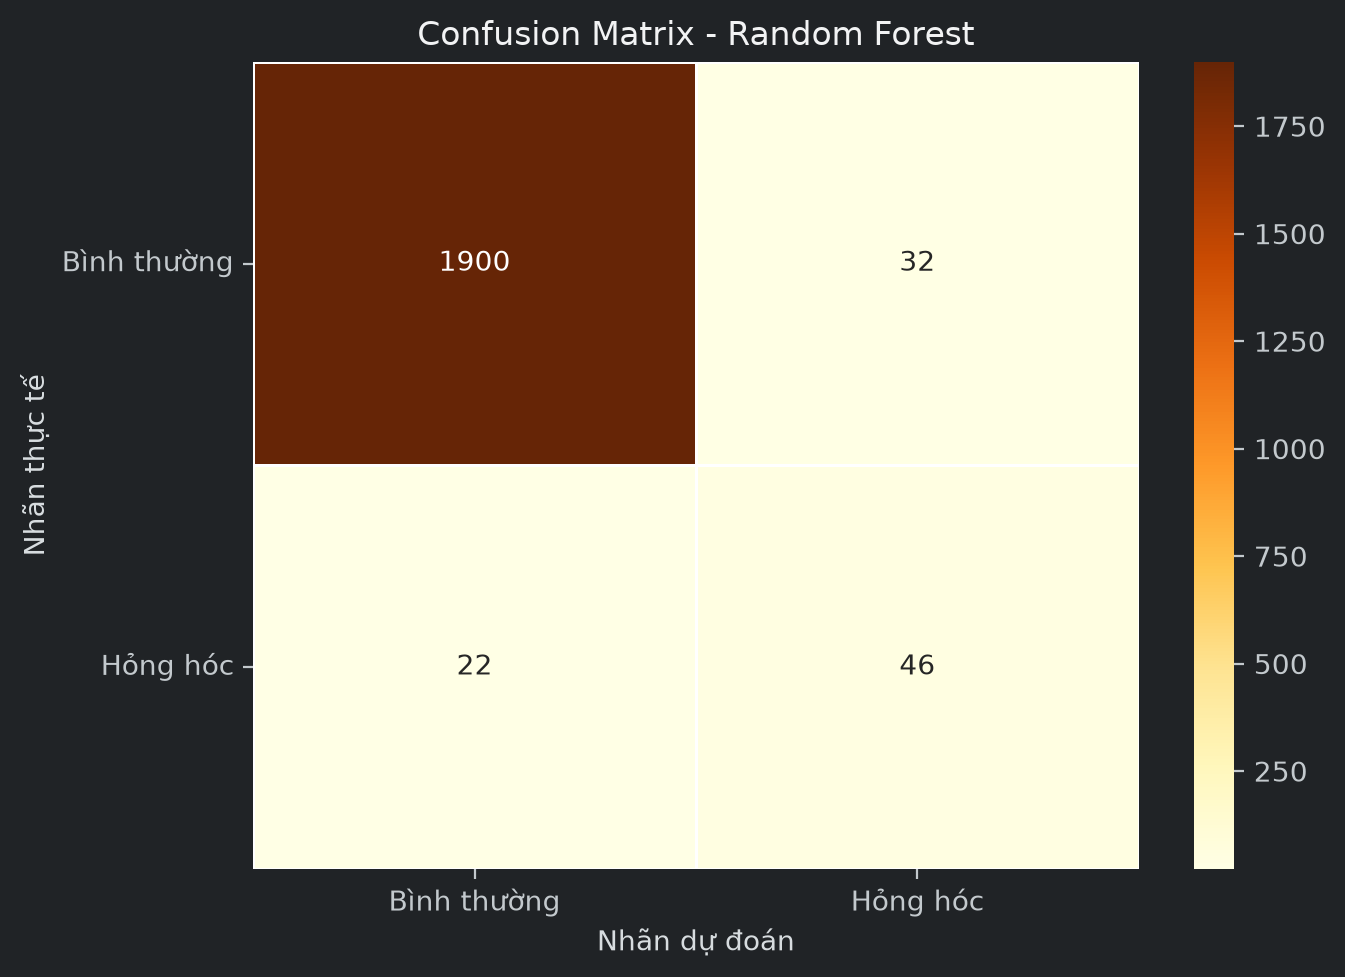 Confusion Matrix - Random Forest
Nhãn thực tế
Bình thường
1900
32
Hỏng hóc
22
46
Bình thường
Hỏng hóc
Nhãn dự đoán
1750
1500
1250
1000
750
500
250